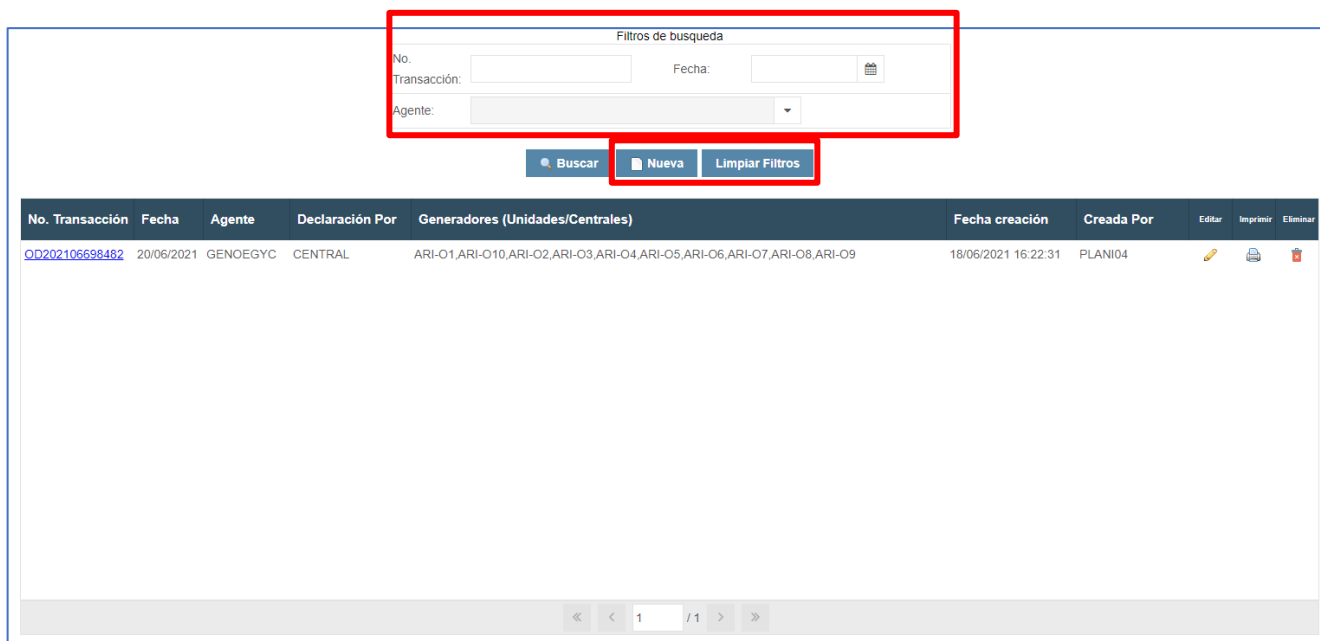 Filtros de busqueda
No. Transacción:
Fecha:
Agente:
Buscar Nueva Limpiar Filtros
No. Transacción Fecha Agente Declaración Por Generadores (Unidades/Centrales) Fecha creación Creada Por Editar Imprimir Eliminar
OD202106698482 20/06/2021 GENOEGYC CENTRAL ARI-O1,ARI-O10,ARI-O2,ARI-O3,ARI-O4,ARI-O5,ARI-O6,ARI-O7,ARI-O8,ARI-O9 18/06/2021 16:22:31 PLANI04
1 / 1